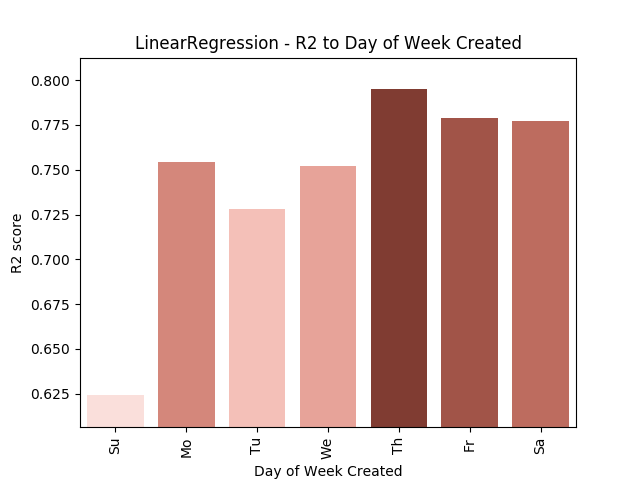 LinearRegression - R2 to Day of Week Created
R2 score
0.800
0.775
0.750
0.725
0.700
0.675
0.650
0.625
Su
Mo
Tu
We
Th
Fr
Sa
Day of Week Created